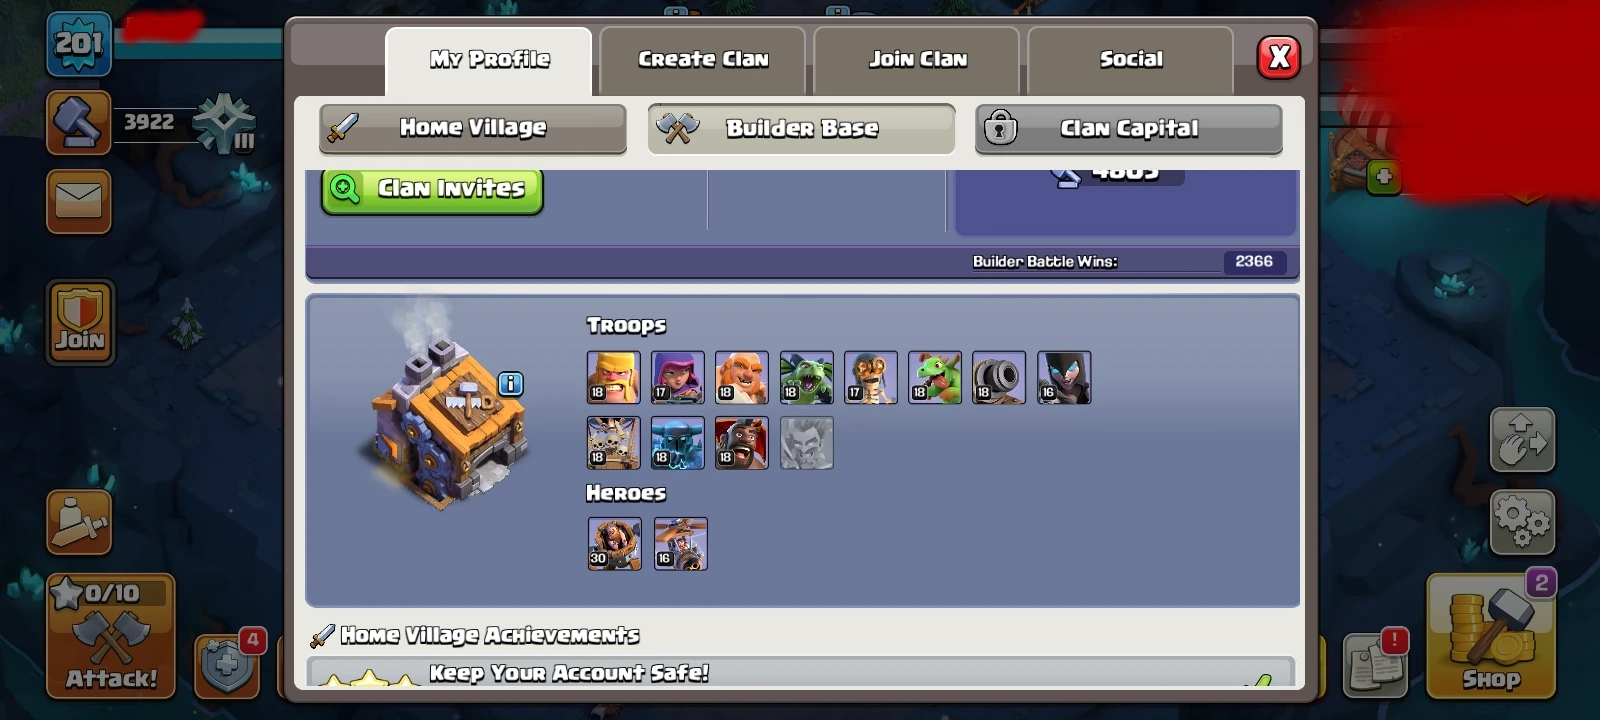 201
My Profile
Create Clan
Join Clan
Social
X
3922
III
Home Village
Builder Base
Clan Capital
Clan Invites
4805
Builder Battle Wins:
2366
Join
Troops
18
17
18
18
17
18
18
16
18
18
18
Heroes
30
16
0/10
Attack!
4
Home Village Achievements
Keep Your Account Safe!
!
2
Shop